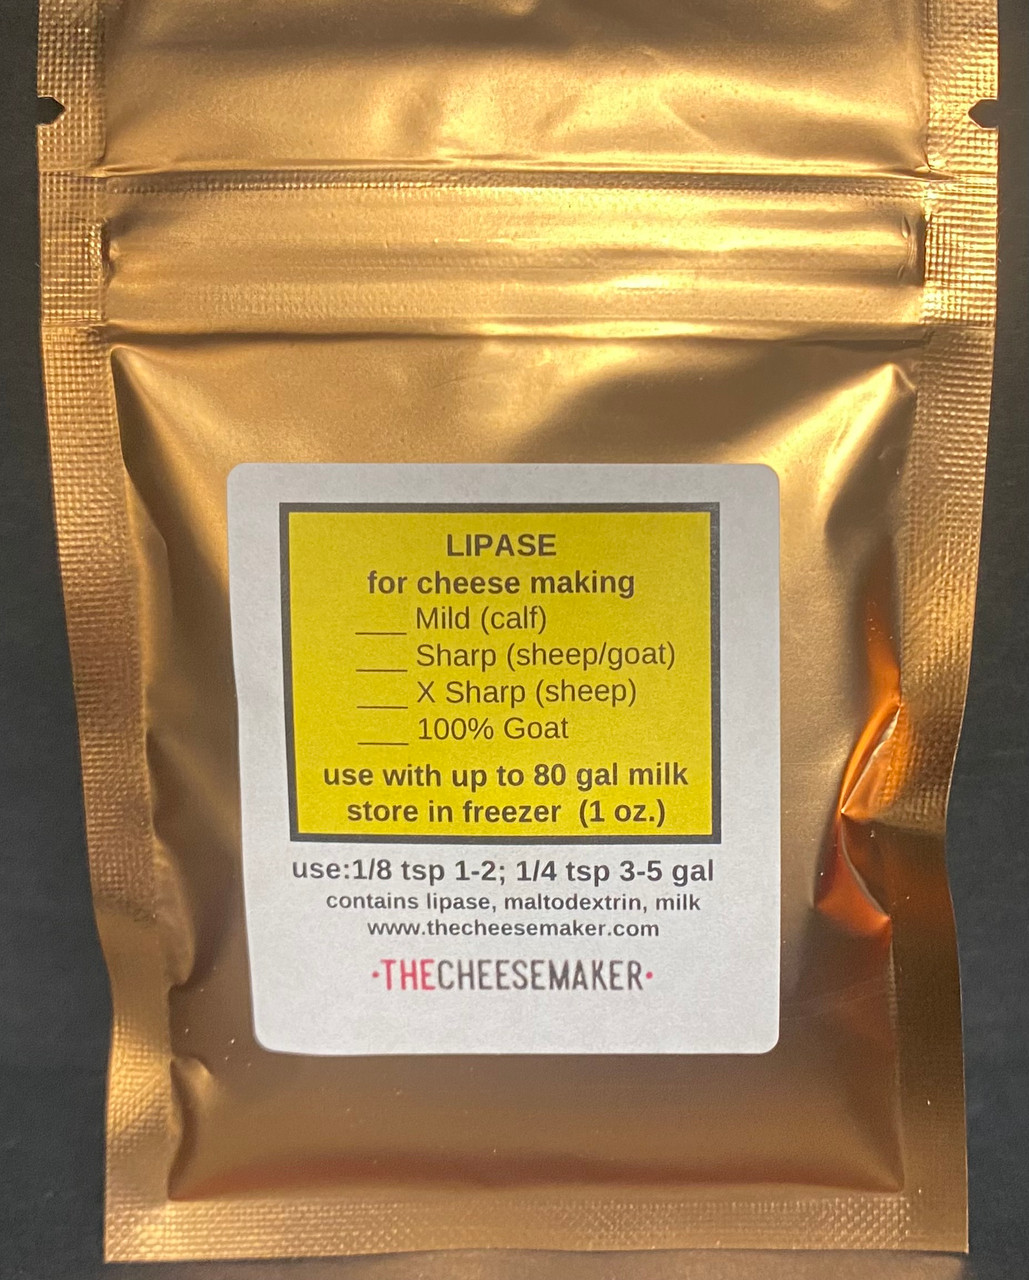 LIPASE
for cheese making
___ Mild (calf)
___ Sharp (sheep/goat)
___ X Sharp (sheep)
___ 100% Goat
use with up to 80 gal milk
store in freezer (1 oz.)
use:1/8 tsp 1-2; 1/4 tsp 3-5 gal
contains lipase, maltodextrin, milk
www.thecheesemaker.com
·THECHEESEMAKER·